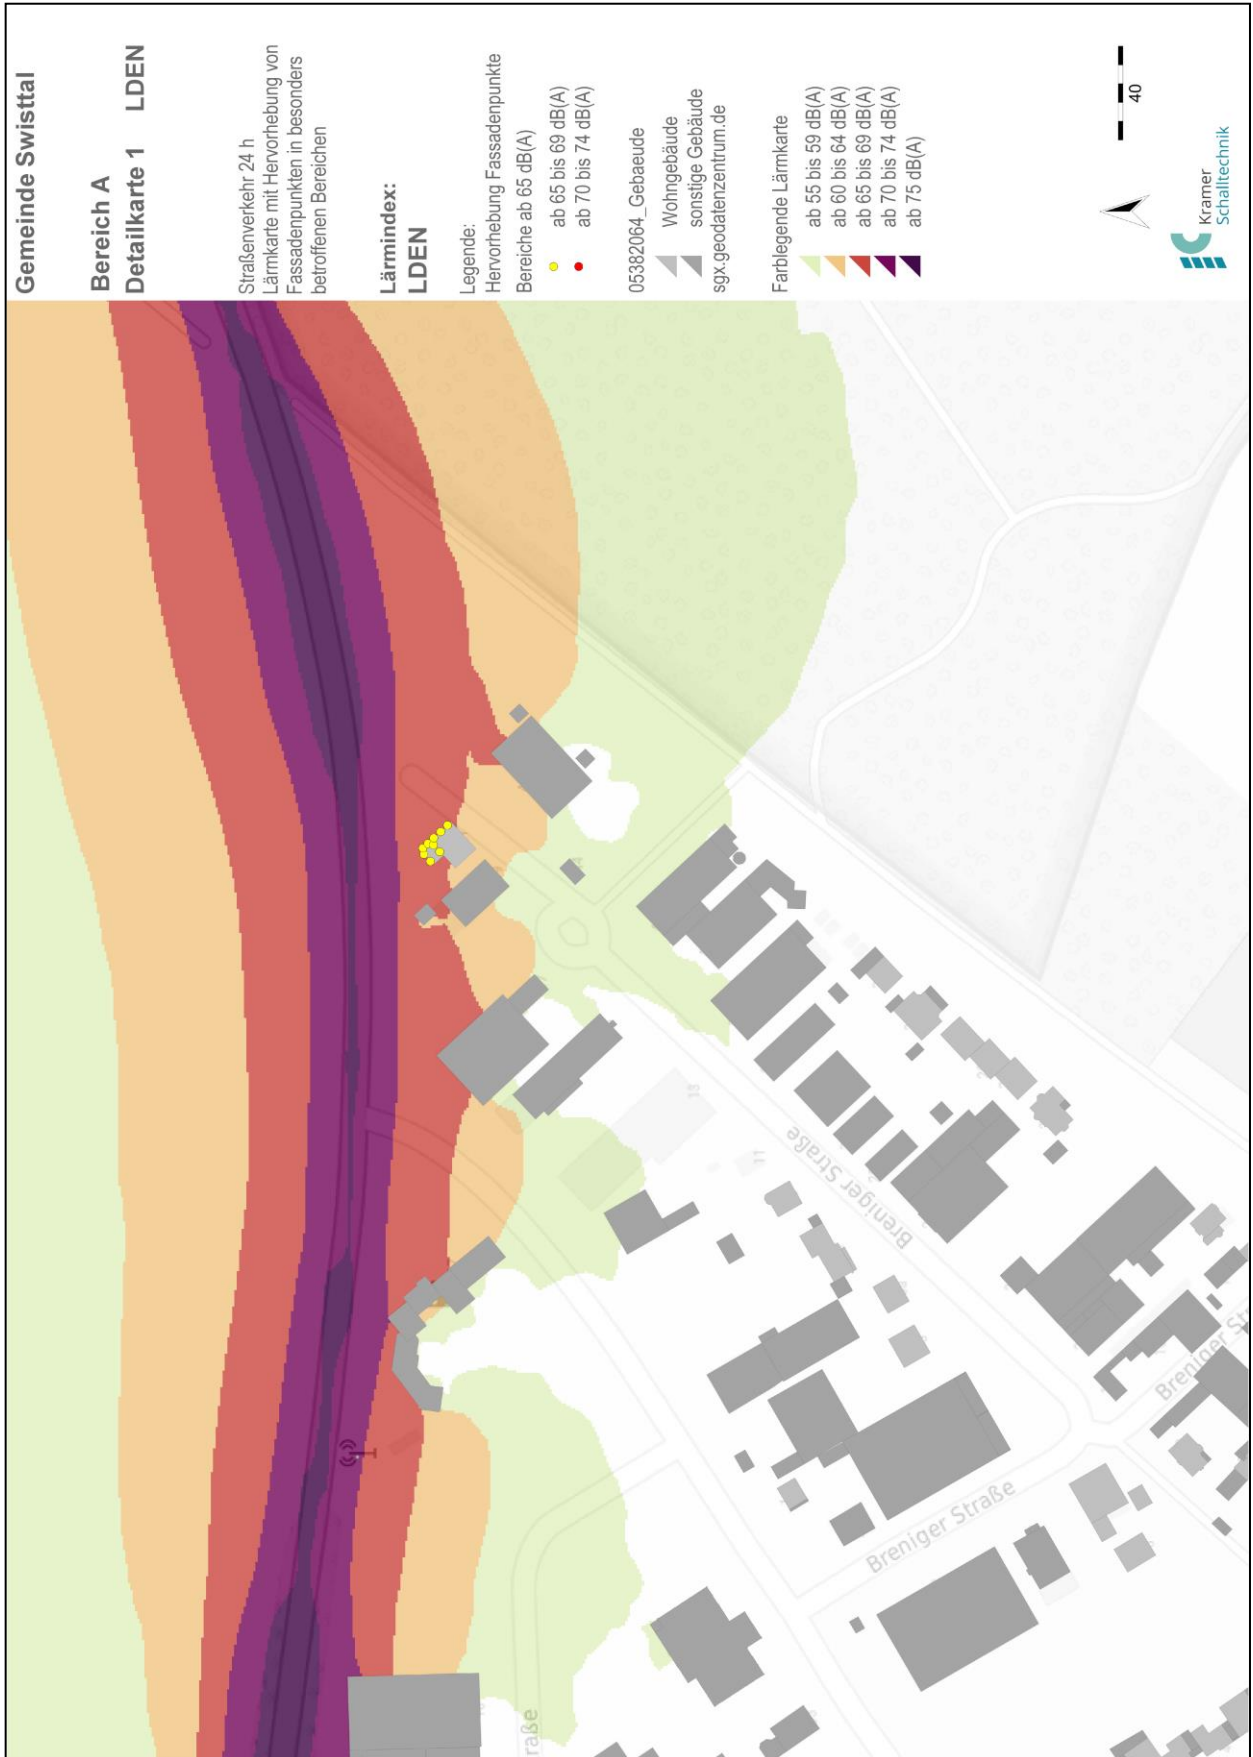 Gemeinde Swisttal
Bereich A
Detailkarte 1 LDEN
Straßenverkehr 24 h
Lärmkarte mit Hervorhebung von
Fassadenpunkten in besonders
betroffenen Bereichen
Lärmindex:
LDEN
Legende:
Hervorhebung Fassadenpunkte
Bereiche ab 65 dB(A)
ab 65 bis 69 dB(A)
ab 70 bis 74 dB(A)
05382064_Gebaeude
Wohngebäude
sonstige Gebäude
sgx.geodatenzentrum.de
Farblegende Lärmkarte
ab 55 bis 59 dB(A)
ab 60 bis 64 dB(A)
ab 65 bis 69 dB(A)
ab 70 bis 74 dB(A)
ab 75 dB(A)
40
Kramer
Schalltechnik
13
11
Breniger Straße
Breniger Straße
Breniger St
raße